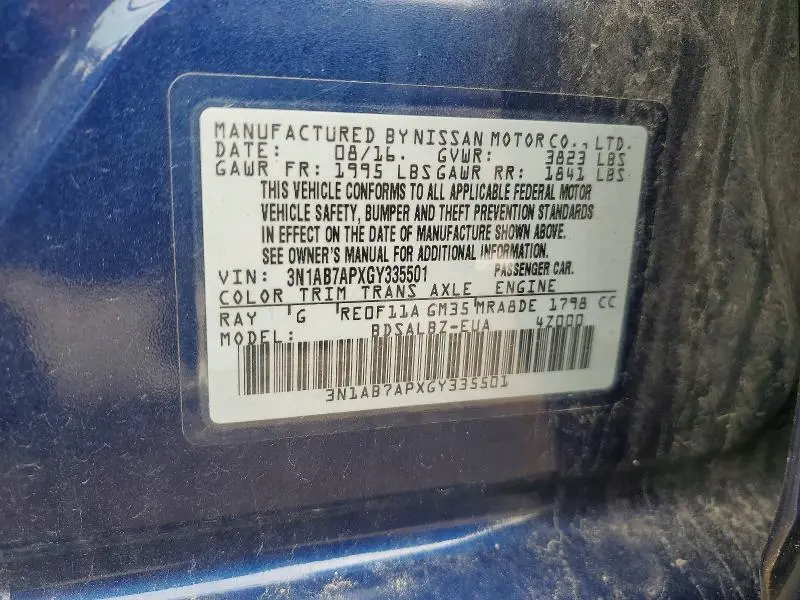 MANUFACTURED BY NISSAN MOTOR CO., LTD.
DATE: 08/16. GVWR: 3823 LBS
GAWR FR: 1995 LBS GAWR RR: 1841 LBS
THIS VEHICLE CONFORMS TO ALL APPLICABLE FEDERAL MOTOR
VEHICLE SAFETY, BUMPER AND THEFT PREVENTION STANDARDS
IN EFFECT ON THE DATE OF MANUFACTURE SHOWN ABOVE.
SEE OWNER'S MANUAL FOR ADDITIONAL INFORMATION.
VIN: 3N1AB7APXGY335501 PASSENGER CAR.
COLOR TRIM TRANS AXLE ENGINE
RAY G RE0F11A GM35 MRA8DE 1798 CC
MODEL: BDSALBZ-EUA 4Z000
3N1AB7APXGY335501